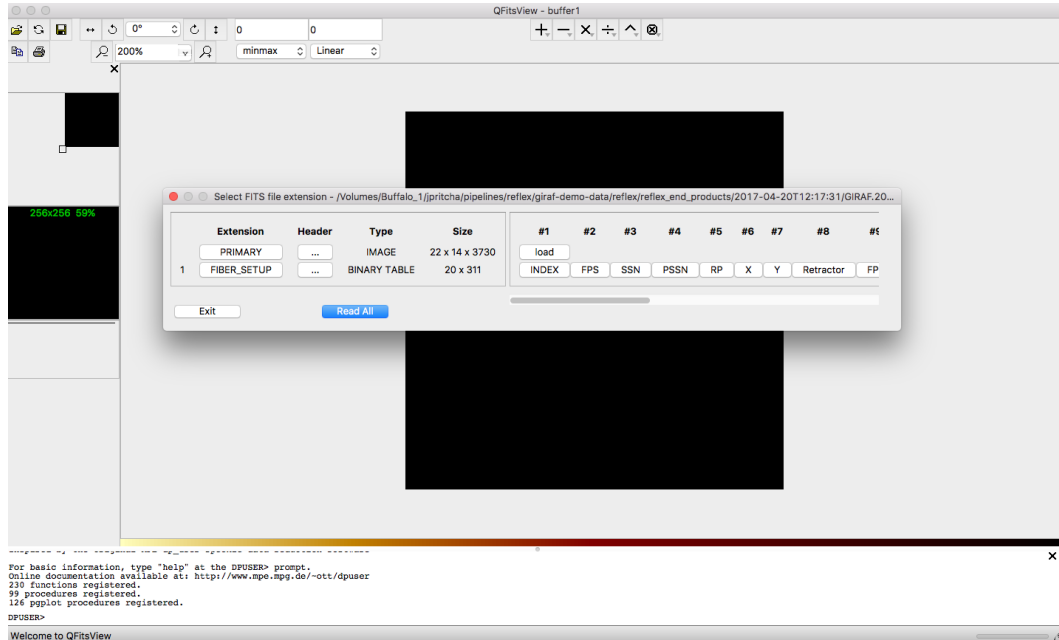 QFitsView - buffer1
0° 0 0
200% minmax Linear
256x256 59%
Select FITS file extension - /Volumes/Buffalo_1/jpritcha/pipelines/reflex/giraf-demo-data/reflex/reflex_end_products/2017-04-20T12:17:31/GIRAF.20...
Extension Header Type Size #1 #2 #3 #4 #5 #6 #7 #8
PRIMARY ... IMAGE 22 x 14 x 3730 load
1 FIBER_SETUP ... BINARY TABLE 20 x 311 INDEX FPS SSN PSSN RP X Y Retractor FP
Exit Read All
For basic information, type "help" at the DPUSER> prompt.
Online documentation available at: http://www.mpe.mpg.de/~ott/dpuser
230 functions registered.
99 procedures registered.
126 pgplot procedures registered.
DPUSER>
Welcome to QFitsView